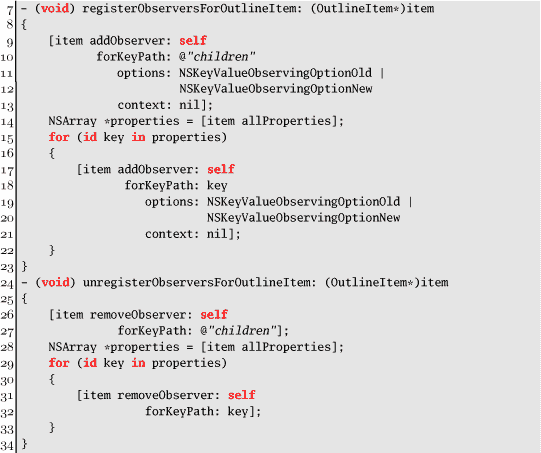 7 - (void) registerObserversForOutlineItem: (OutlineItem*)item
8 {
9     [item addObserver: self
10            forKeyPath: @"children"
11               options: NSKeyValueObservingOptionOld |
12                        NSKeyValueObservingOptionNew
13               context: nil];
14     NSArray *properties = [item allProperties];
15     for (id key in properties)
16     {
17         [item addObserver: self
18                forKeyPath: key
19                   options: NSKeyValueObservingOptionOld |
20                            NSKeyValueObservingOptionNew
21                   context: nil];
22     }
23 }
24 - (void) unregisterObserversForOutlineItem: (OutlineItem*)item
25 {
26     [item removeObserver: self
27               forKeyPath: @"children"];
28     NSArray *properties = [item allProperties];
29     for (id key in properties)
30     {
31         [item removeObserver: self
32                   forKeyPath: key];
33     }
34 }